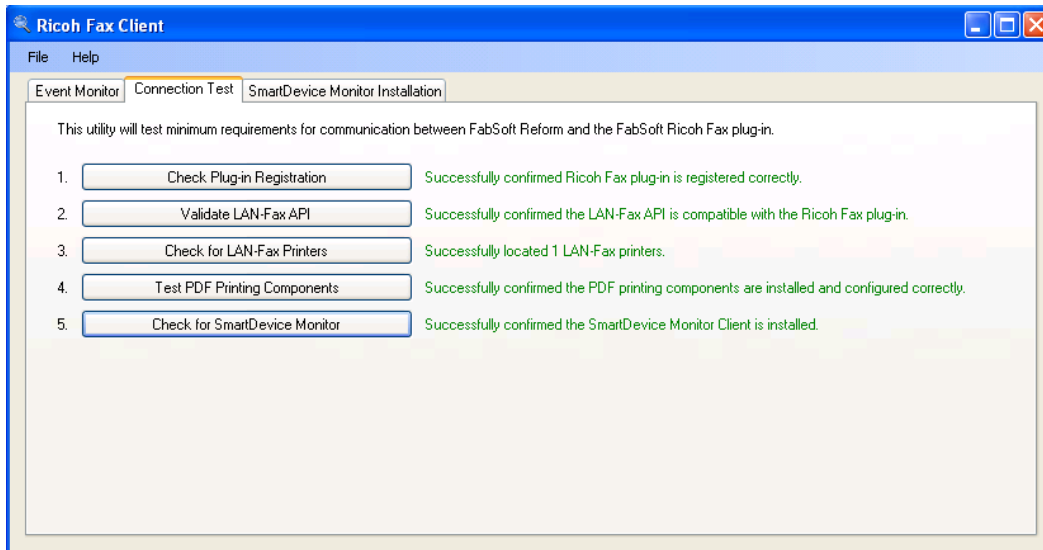 Ricoh Fax Client
File Help
Event Monitor Connection Test SmartDevice Monitor Installation
This utility will test minimum requirements for communication between FabSoft Reform and the FabSoft Ricoh Fax plug-in.
1. Check Plug-in Registration Successfully confirmed Ricoh Fax plug-in is registered correctly.
2. Validate LAN-Fax API Successfully confirmed the LAN-Fax API is compatible with the Ricoh Fax plug-in.
3. Check for LAN-Fax Printers Successfully located 1 LAN-Fax printers.
4. Test PDF Printing Components Successfully confirmed the PDF printing components are installed and configured correctly.
5. Check for SmartDevice Monitor Successfully confirmed the SmartDevice Monitor Client is installed.